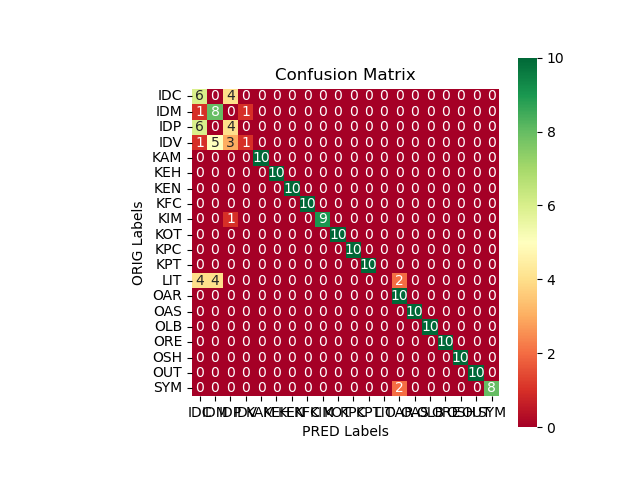 Confusion Matrix
IDC 6 0 4 0 0 0 0 0 0 0 0 0 0 0 0 0 0 0 0 0
IDM 1 8 0 1 0 0 0 0 0 0 0 0 0 0 0 0 0 0 0 0
IDP 6 0 4 0 0 0 0 0 0 0 0 0 0 0 0 0 0 0 0 0
IDV 1 5 3 1 0 0 0 0 0 0 0 0 0 0 0 0 0 0 0 0
KAM 0 0 0 0 10 0 0 0 0 0 0 0 0 0 0 0 0 0 0 0
KEH 0 0 0 0 0 10 0 0 0 0 0 0 0 0 0 0 0 0 0 0
KEN 0 0 0 0 0 0 10 0 0 0 0 0 0 0 0 0 0 0 0 0
KFC 0 0 0 0 0 0 0 10 0 0 0 0 0 0 0 0 0 0 0 0
KIM 0 0 1 0 0 0 0 0 9 0 0 0 0 0 0 0 0 0 0 0
KOT 0 0 0 0 0 0 0 0 0 10 0 0 0 0 0 0 0 0 0 0
KPC 0 0 0 0 0 0 0 0 0 0 10 0 0 0 0 0 0 0 0 0
KPT 0 0 0 0 0 0 0 0 0 0 0 10 0 0 0 0 0 0 0 0
LIT 4 4 0 0 0 0 0 0 0 0 0 0 0 2 0 0 0 0 0 0
OAR 0 0 0 0 0 0 0 0 0 0 0 0 0 10 0 0 0 0 0 0
OAS 0 0 0 0 0 0 0 0 0 0 0 0 0 0 10 0 0 0 0 0
OLB 0 0 0 0 0 0 0 0 0 0 0 0 0 0 0 10 0 0 0 0
ORE 0 0 0 0 0 0 0 0 0 0 0 0 0 0 0 0 10 0 0 0
OSH 0 0 0 0 0 0 0 0 0 0 0 0 0 0 0 0 0 10 0 0
OUT 0 0 0 0 0 0 0 0 0 0 0 0 0 0 0 0 0 0 10 0
SYM 0 0 0 0 0 0 0 0 0 0 0 0 0 2 0 0 0 0 0 8
IDC IDM IDP IDV KAM KEH KEN KFC KIM KOT KPC KPT LIT OAR OAS OLB ORE OSH OUT SYM
PRED Labels
ORIG Labels
10
8
6
4
2
0